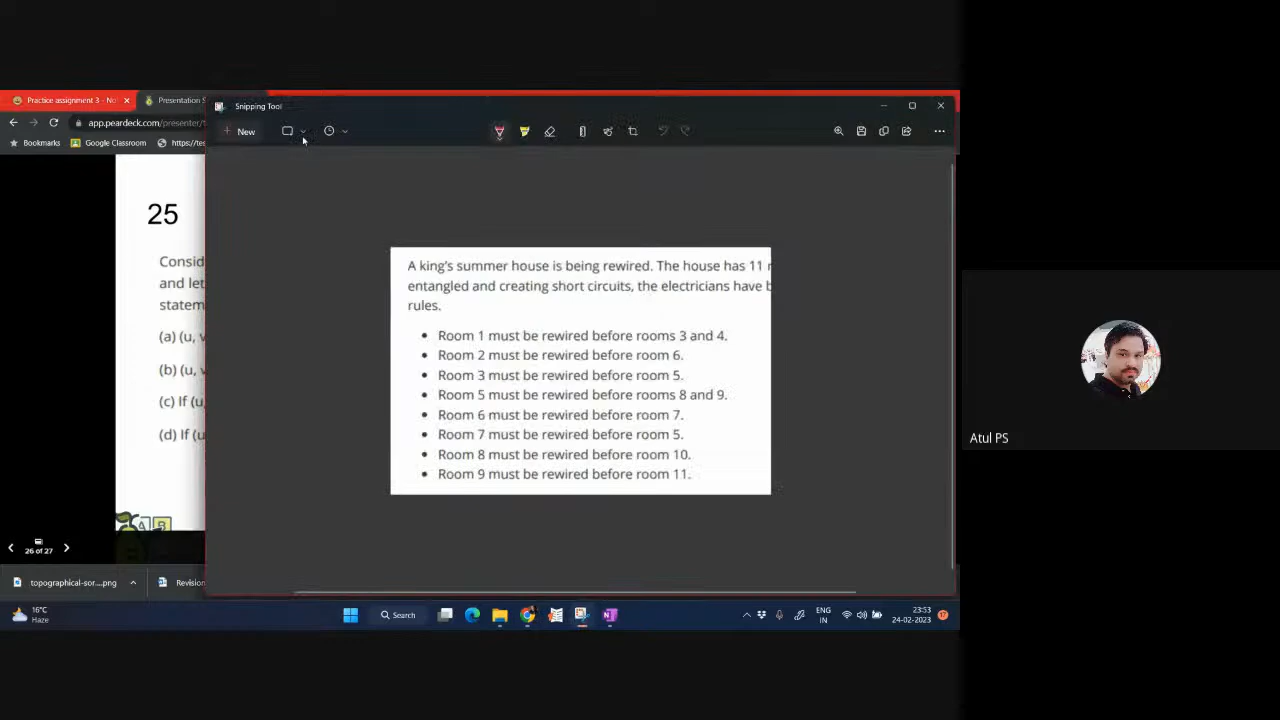 Practice assignment 3 - No
Presentation S
Snipping Tool
app.peardeck.com/presenter/
New
Bookmarks
Google Classroom
https://tes
25
Consid
and let
statem
(a) (u, v
(b) (u, v
(c) If (u,
(d) If (u
A king's summer house is being rewired. The house has 11 r
entangled and creating short circuits, the electricians have b
rules.
• Room 1 must be rewired before rooms 3 and 4.
• Room 2 must be rewired before room 6.
• Room 3 must be rewired before room 5.
• Room 5 must be rewired before rooms 8 and 9.
• Room 6 must be rewired before room 7.
• Room 7 must be rewired before room 5.
• Room 8 must be rewired before room 10.
• Room 9 must be rewired before room 11.
Atul PS
26 of 27
topographical-sor....png
Revision
16°C
Haze
Search
ENG
IN
23:53
24-02-2023